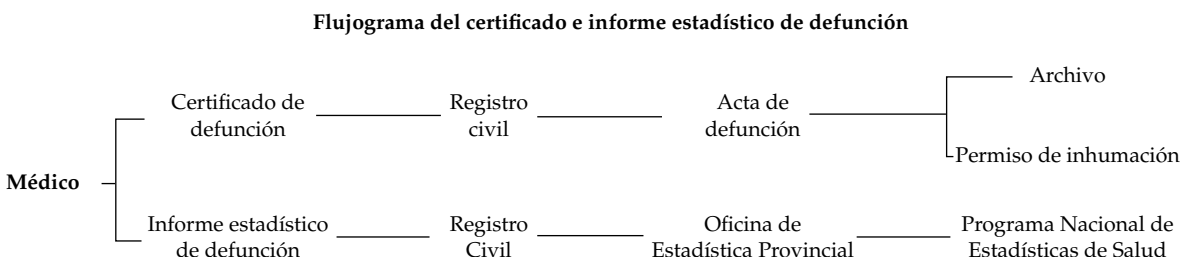 Flujograma del certificado e informe estadístico de defunción
Médico
Certificado de
defunción
Registro
civil
Acta de
defunción
Archivo
Permiso de inhumación
Informe estadístico
de defunción
Registro
Civil
Oficina de
Estadística Provincial
Programa Nacional de
Estadísticas de Salud